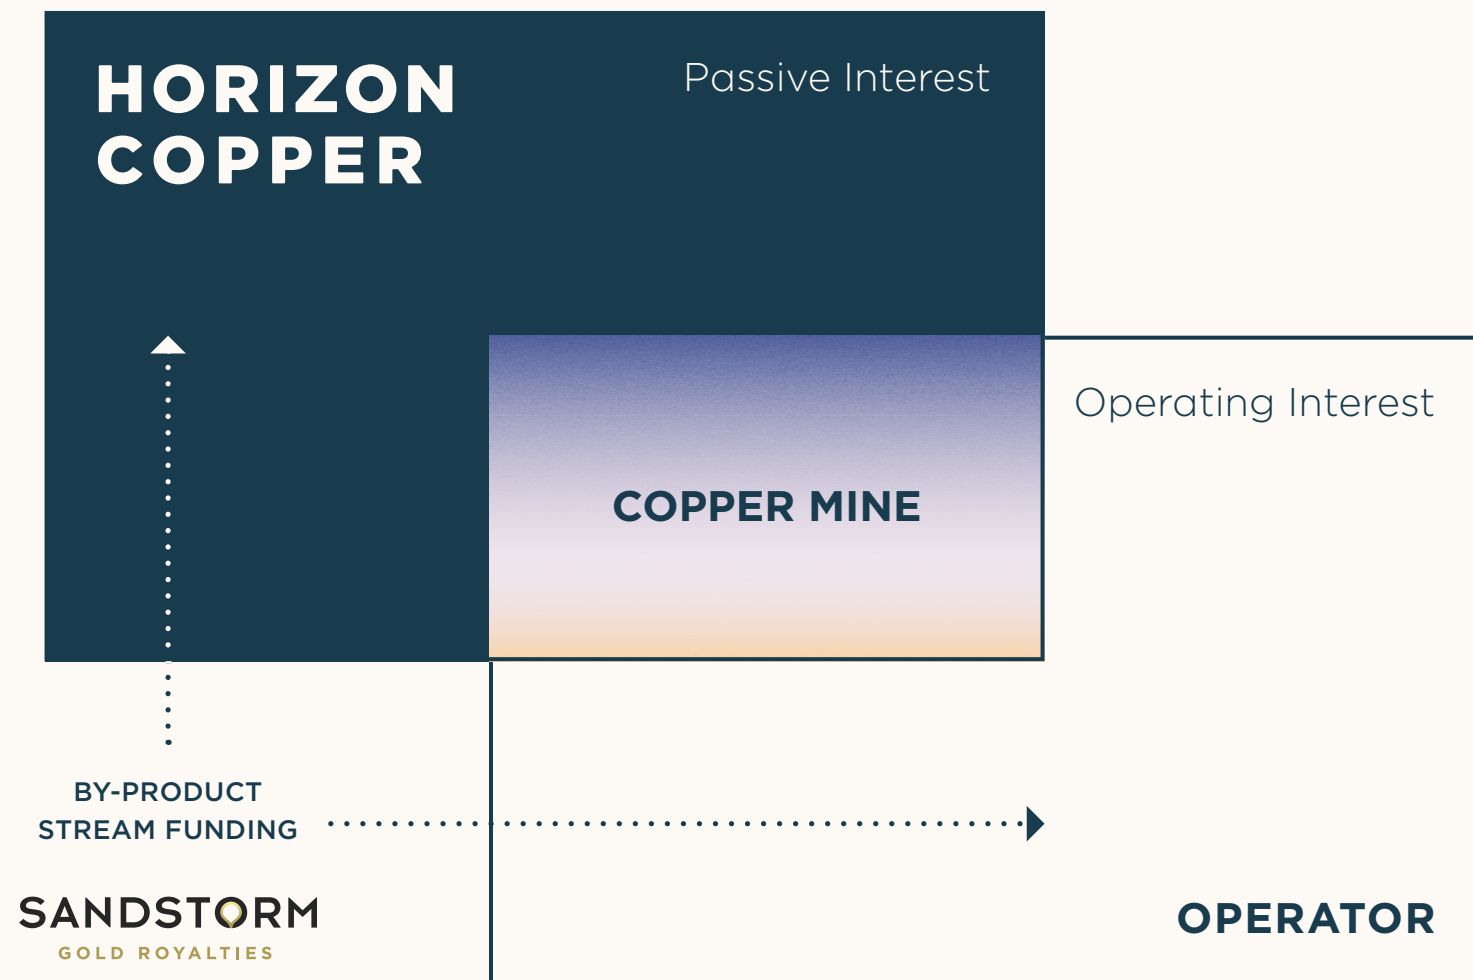 HORIZON
COPPER
Passive Interest
Operating Interest
COPPER MINE
BY-PRODUCT
STREAM FUNDING
SANDSTORM
GOLD ROYALTIES
OPERATOR